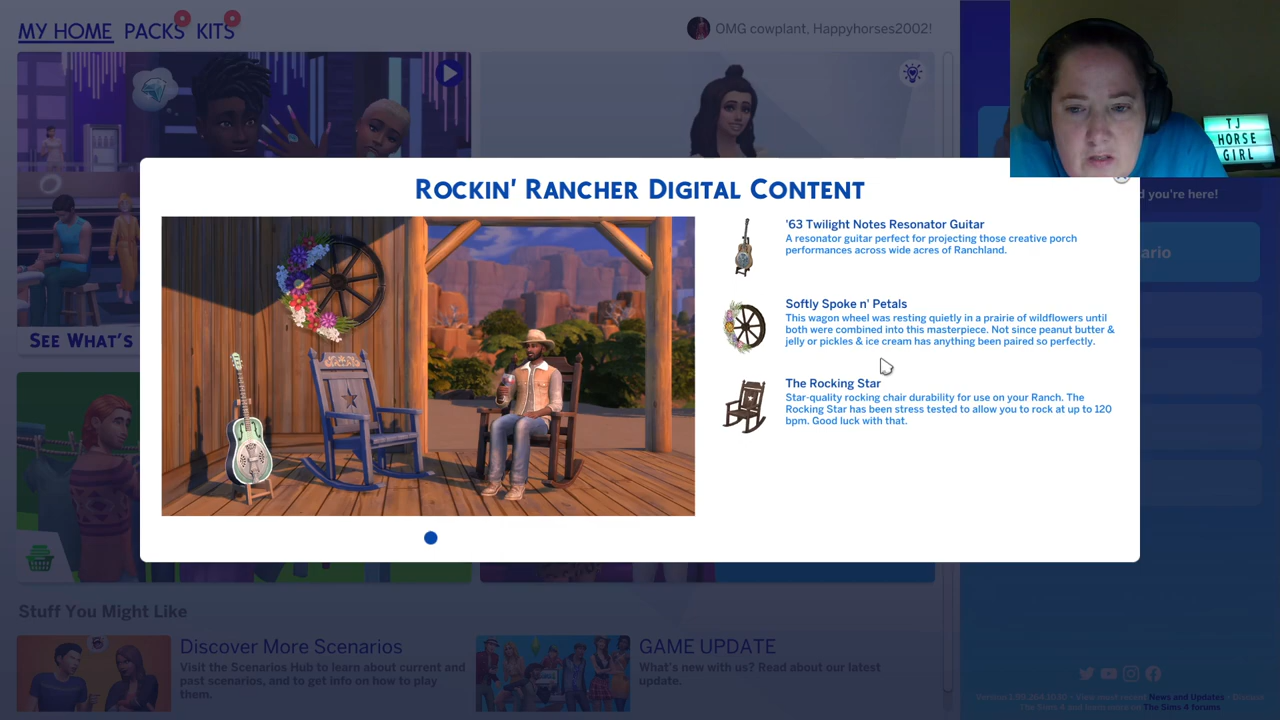 MY HOME PACKS KITS
OMG cowplant, Happyhorses2002!
TJ
HORSE
GIRL
ROCKIN' RANCHER DIGITAL CONTENT
d you're here!
'63 Twilight Notes Resonator Guitar
A resonator guitar perfect for projecting those creative porch
performances across wide acres of Ranchland.
ario
Softly Spoke n' Petals
This wagon wheel was resting quietly in a prairie of wildflowers until
both were combined into this masterpiece. Not since peanut butter &
jelly or pickles & ice cream has anything been paired so perfectly.
SEE WHAT'S
The Rocking Star
Star-quality rocking chair durability for use on your Ranch. The
Rocking Star has been stress tested to allow you to rock at up to 120
bpm. Good luck with that.
Stuff You Might Like
Discover More Scenarios
Visit the Scenarios Hub to learn about current and
past scenarios, and to get info on how to play
them.
GAME UPDATE
What's new with us? Read about our latest
update.
News and Updates
The Sims 4 forums